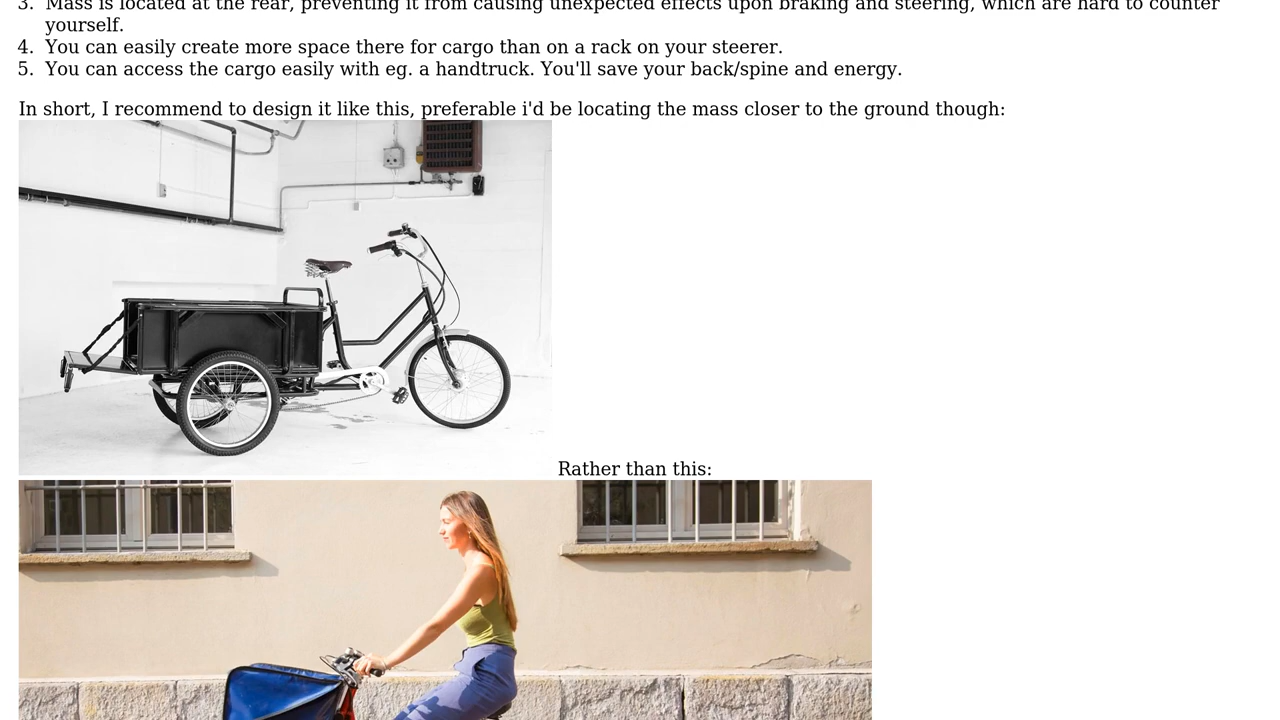 3. Mass is located at the rear, preventing it from causing unexpected effects upon braking and steering, which are hard to counter
yourself.
4. You can easily create more space there for cargo than on a rack on your steerer.
5. You can access the cargo easily with eg. a handtruck. You'll save your back/spine and energy.
In short, I recommend to design it like this, preferable i'd be locating the mass closer to the ground though:
Rather than this: